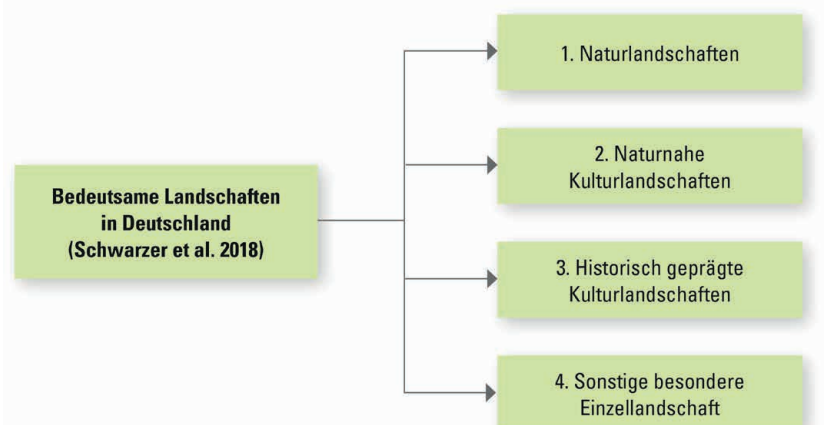 Bedeutsame Landschaften
in Deutschland
(Schwarzer et al. 2018)
1. Naturlandschaften
2. Naturnahe
Kulturlandschaften
3. Historisch geprägte
Kulturlandschaften
4. Sonstige besondere
Einzellandschaft